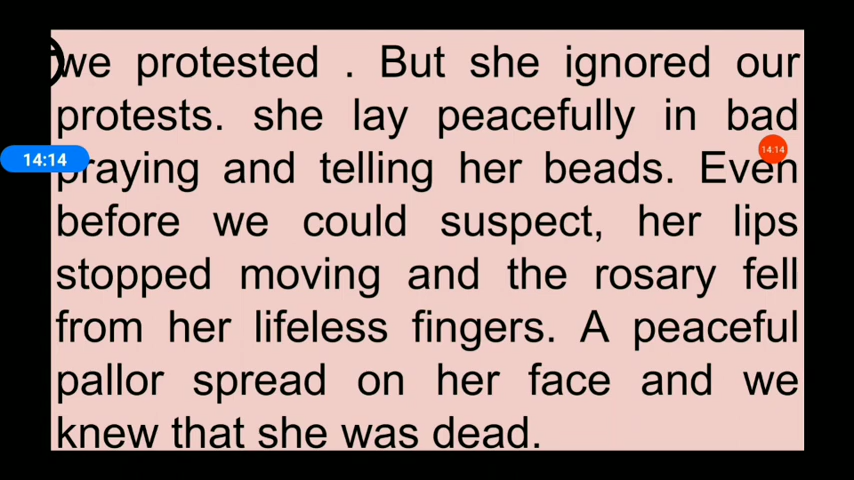 we protested . But she ignored our
protests. she lay peacefully in bad
14:14
14:14
praying and telling her beads. Even
before we could suspect, her lips
stopped moving and the rosary fell
from her lifeless fingers. A peaceful
pallor spread on her face and we
knew that she was dead.